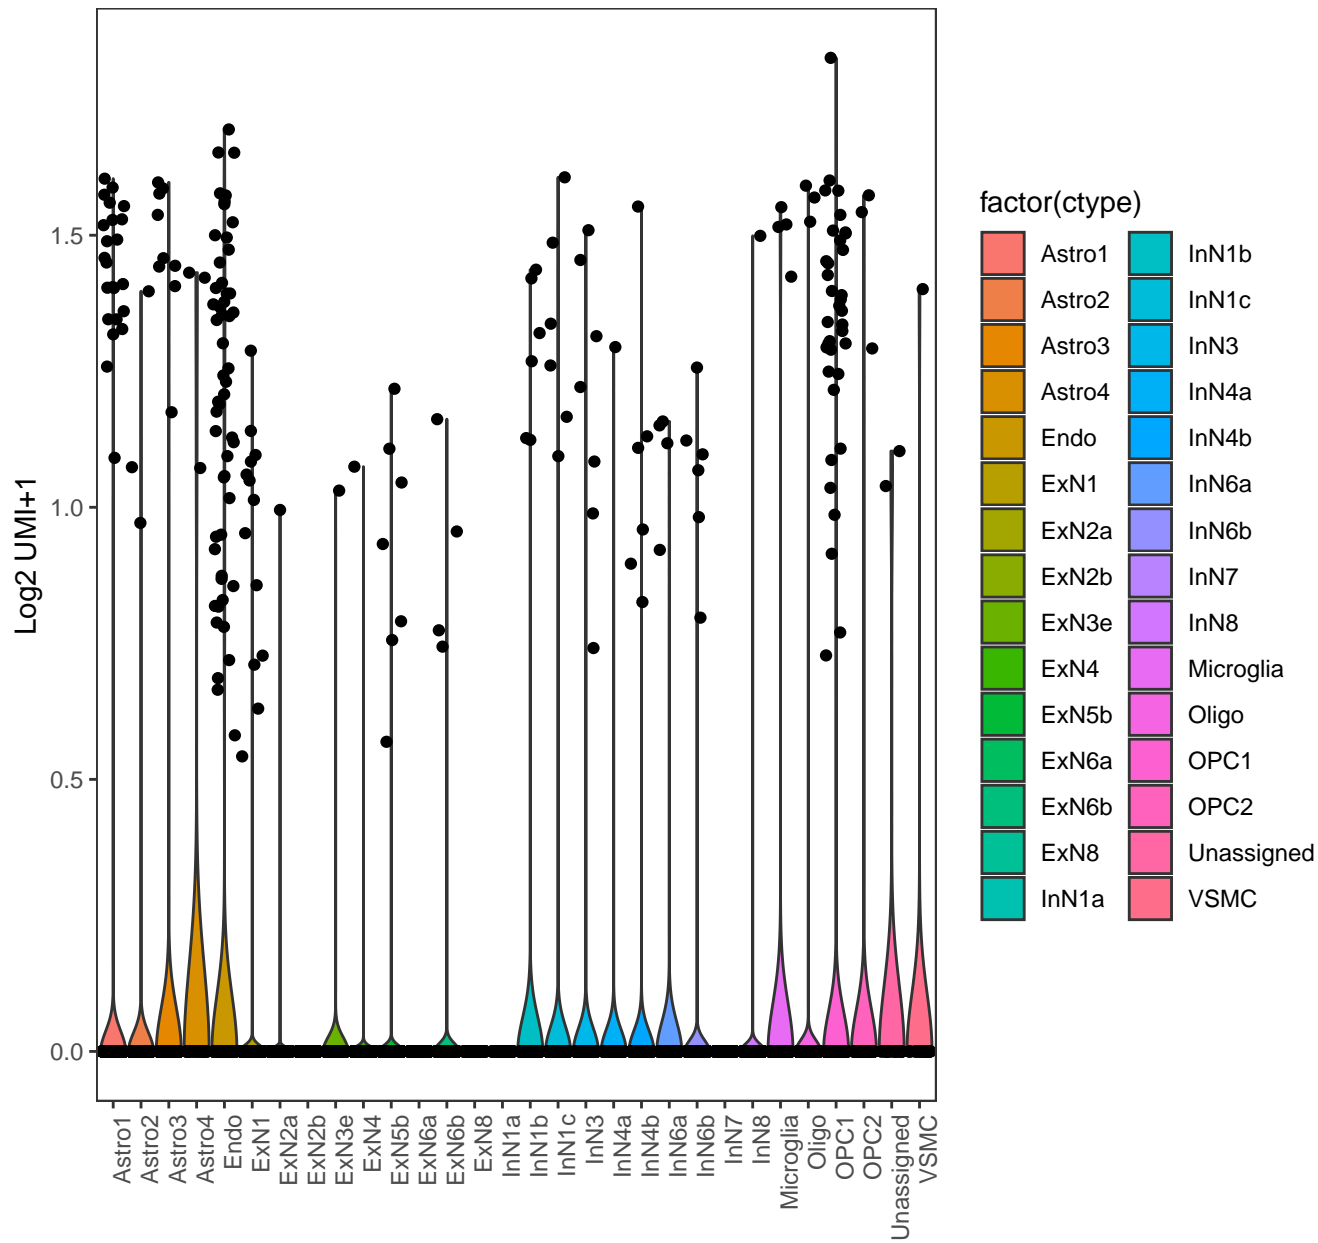 Log2 UMI+1
1.5
1.0
0.5
0.0
Astro1
Astro2
Astro3
Astro4
Endo
ExN1
ExN2a
ExN2b
ExN3e
ExN4
ExN5b
ExN6a
ExN6b
ExN8
InN1a
InN1b
InN1c
InN3
InN4a
InN4b
InN6a
InN6b
InN7
InN8
Microglia
Oligo
OPC1
OPC2
Unassigned
VSMC
factor(ctype)
Astro1
Astro2
Astro3
Astro4
Endo
ExN1
ExN2a
ExN2b
ExN3e
ExN4
ExN5b
ExN6a
ExN6b
ExN8
InN1a
InN1b
InN1c
InN3
InN4a
InN4b
InN6a
InN6b
InN7
InN8
Microglia
Oligo
OPC1
OPC2
Unassigned
VSMC